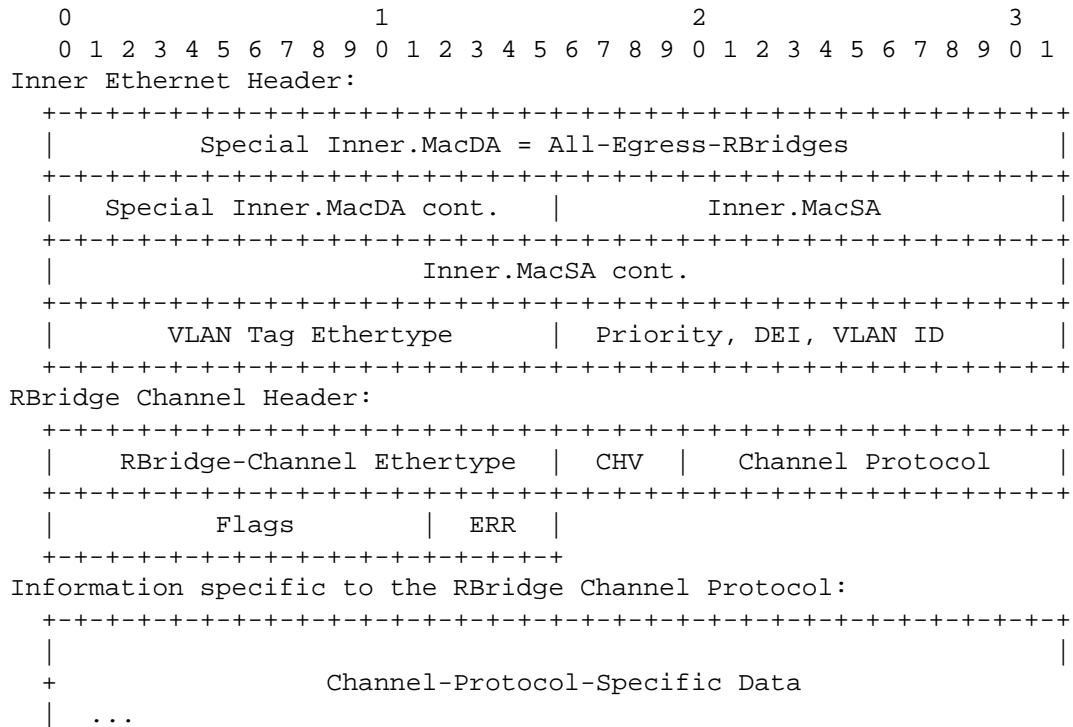 0                   1                   2                   3
0 1 2 3 4 5 6 7 8 9 0 1 2 3 4 5 6 7 8 9 0 1 2 3 4 5 6 7 8 9 0 1
Inner Ethernet Header:
+-+-+-+-+-+-+-+-+-+-+-+-+-+-+-+-+-+-+-+-+-+-+-+-+-+-+-+-+-+-+-+-+
|         Special Inner.MacDA = All-Egress-RBridges             |
+-+-+-+-+-+-+-+-+-+-+-+-+-+-+-+-+-+-+-+-+-+-+-+-+-+-+-+-+-+-+-+-+
|   Special Inner.MacDA cont.   |         Inner.MacSA           |
+-+-+-+-+-+-+-+-+-+-+-+-+-+-+-+-+-+-+-+-+-+-+-+-+-+-+-+-+-+-+-+-+
|                       Inner.MacSA cont.                       |
+-+-+-+-+-+-+-+-+-+-+-+-+-+-+-+-+-+-+-+-+-+-+-+-+-+-+-+-+-+-+-+-+
|       VLAN Tag Ethertype      |  Priority, DEI, VLAN ID       |
+-+-+-+-+-+-+-+-+-+-+-+-+-+-+-+-+-+-+-+-+-+-+-+-+-+-+-+-+-+-+-+-+
RBridge Channel Header:
+-+-+-+-+-+-+-+-+-+-+-+-+-+-+-+-+-+-+-+-+-+-+-+-+-+-+-+-+-+-+-+-+
|    RBridge-Channel Ethertype  |  CHV  |   Channel Protocol    |
+-+-+-+-+-+-+-+-+-+-+-+-+-+-+-+-+-+-+-+-+-+-+-+-+-+-+-+-+-+-+-+-+
|          Flags        |  ERR  |
+-+-+-+-+-+-+-+-+-+-+-+-+-+-+-+-+
Information specific to the RBridge Channel Protocol:
+-+-+-+-+-+-+-+-+-+-+-+-+-+-+-+-+-+-+-+-+-+-+-+-+-+-+-+-+-+-+-+-+
|                                                               |
+                 Channel-Protocol-Specific Data
|  ...